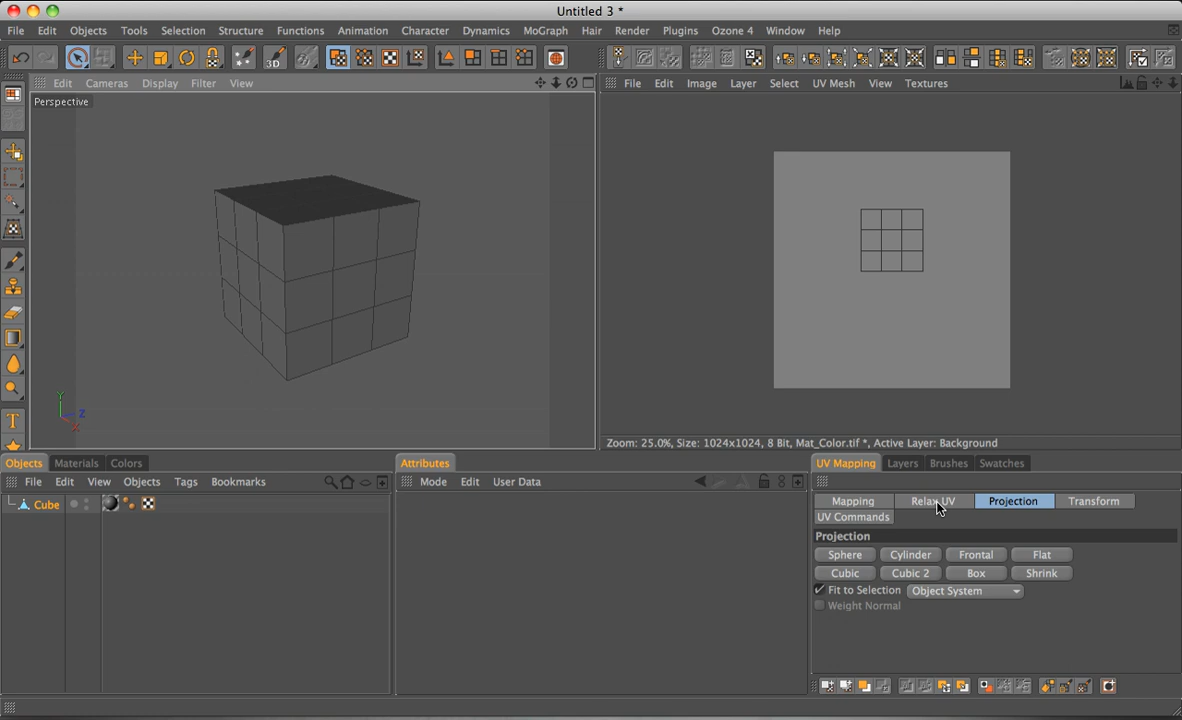 Untitled 3 *
File Edit Objects Tools Selection Structure Functions Animation Character Dynamics MoGraph Hair Render Plugins Ozone 4 Window Help
3D
Edit Cameras Display Filter View
File Edit Image Layer Select UV Mesh View Textures
Perspective
Y
Z
X
T
Zoom: 25.0%, Size: 1024x1024, 8 Bit, Mat_Color.tif *, Active Layer: Background
Objects Materials Colors
Attributes
UV Mapping Layers Brushes Swatches
File Edit View Objects Tags Bookmarks
Mode Edit User Data
Cube
Mapping Relax UV Projection Transform
UV Commands
Projection
Sphere Cylinder Frontal Flat
Cubic Cubic 2 Box Shrink
Fit to Selection Object System
Weight Normal